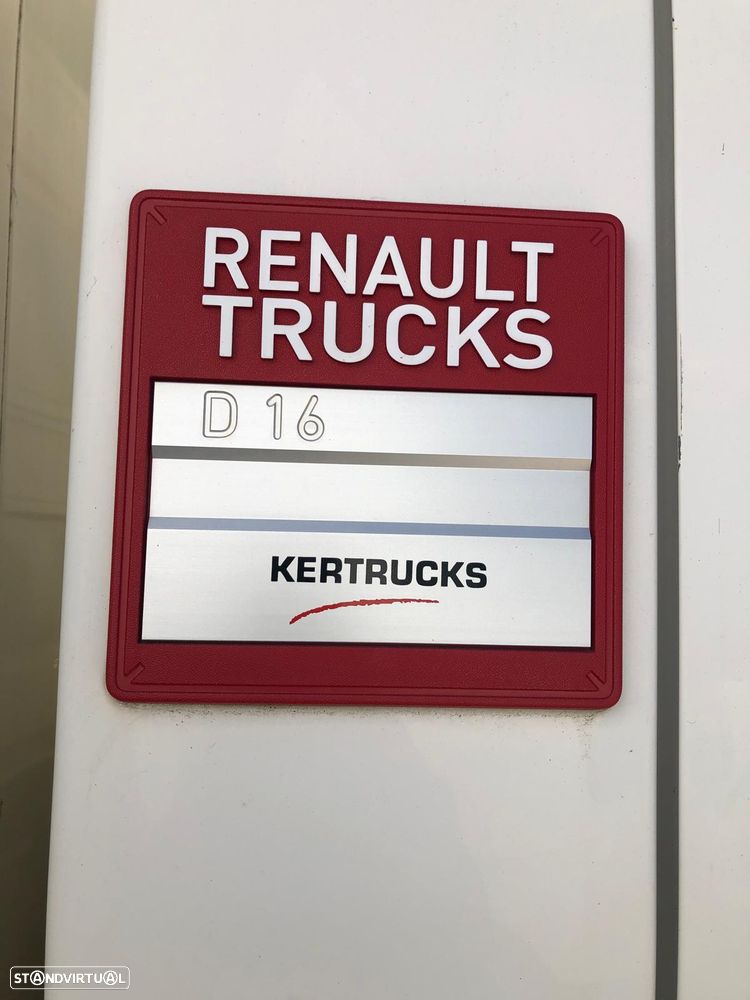 RENAULT
TRUCKS
D 16
KERTRUCKS
STANDVIRTUAL